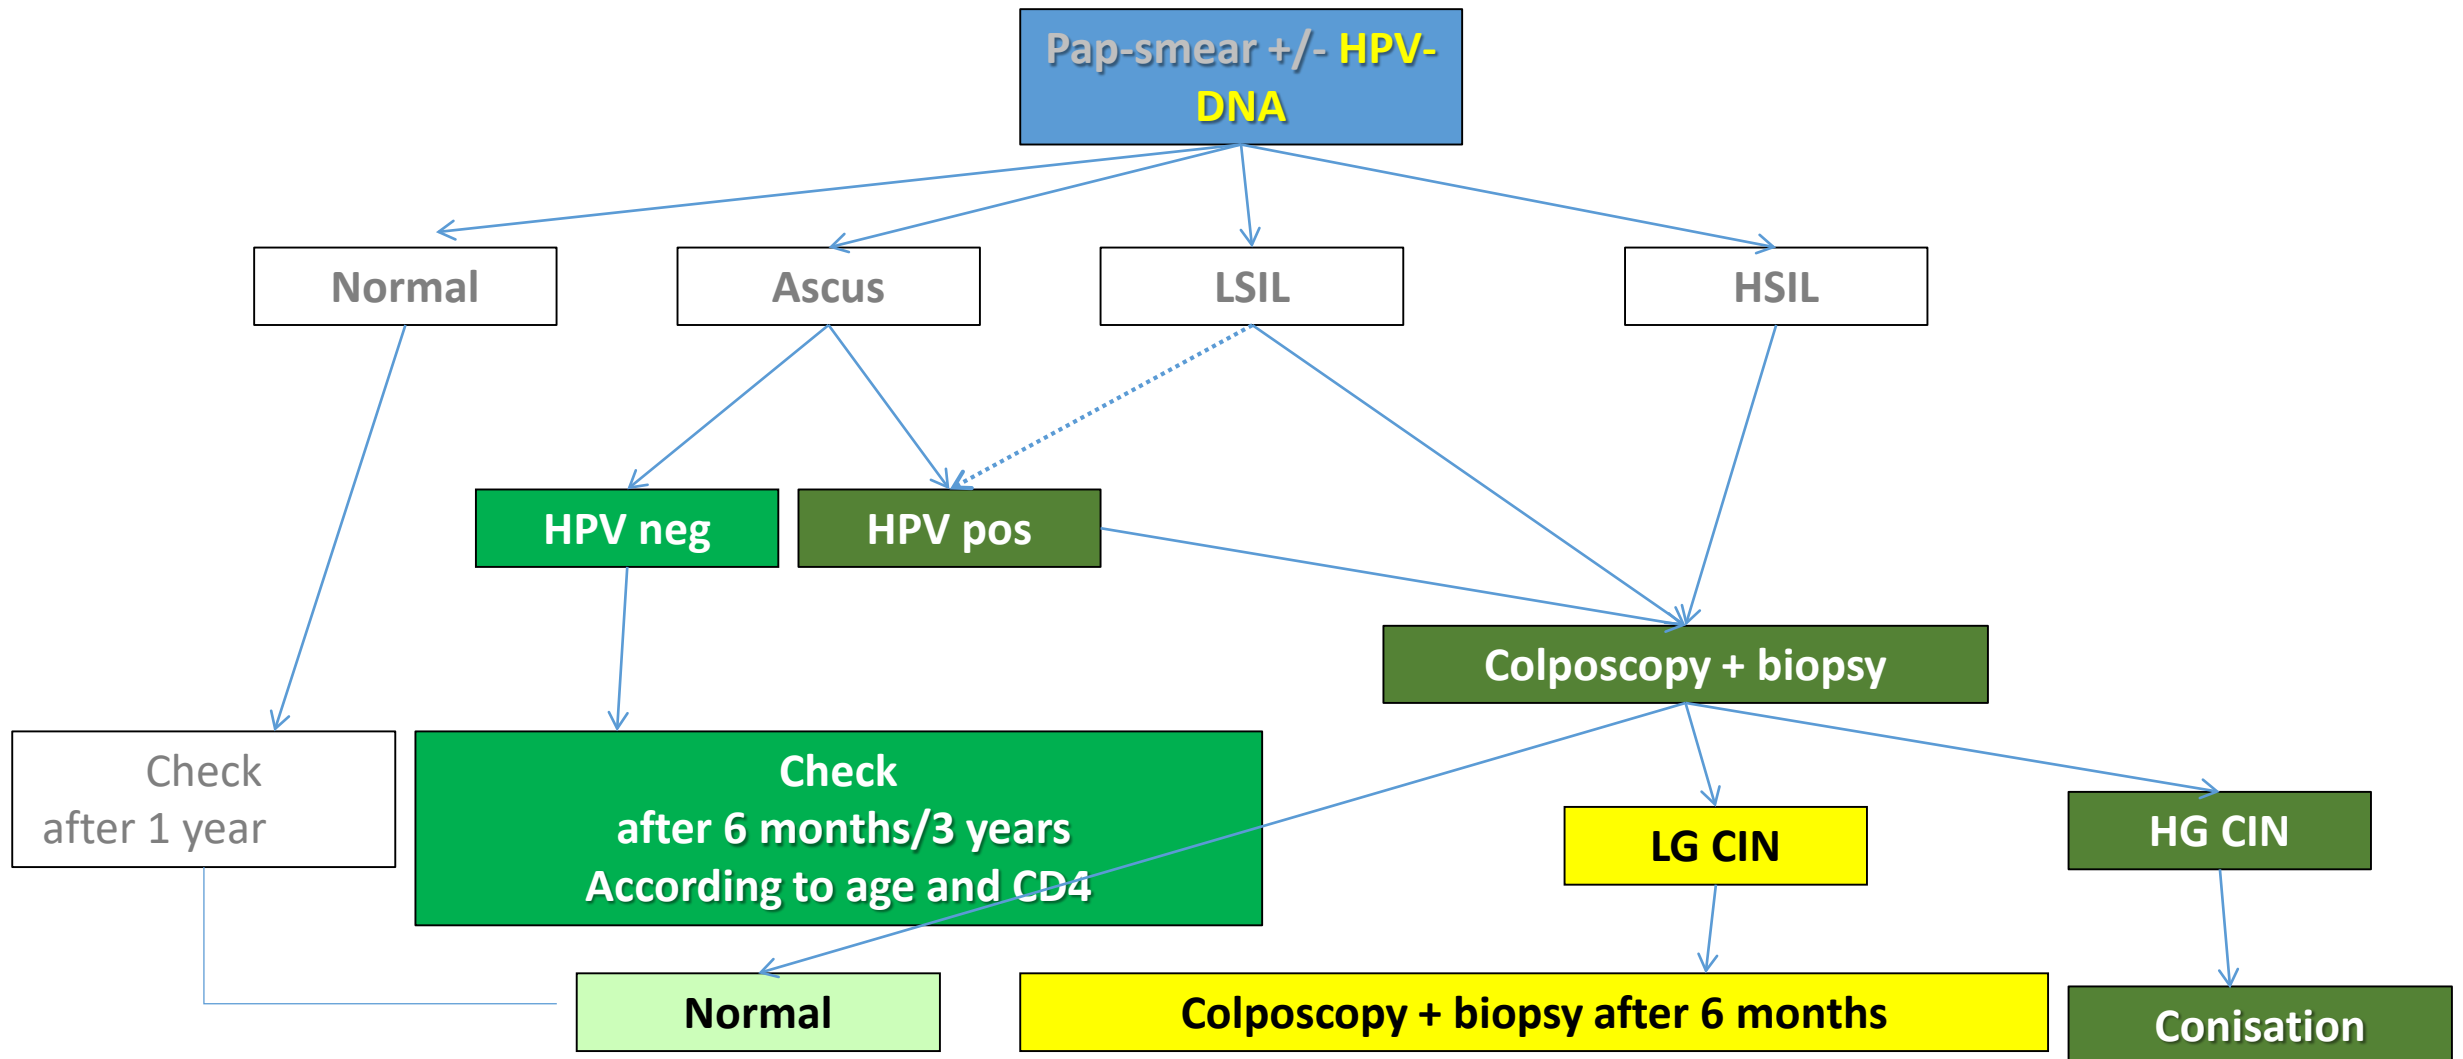 Pap-smear +/- HPV-
DNA
Normal
Ascus
LSIL
HSIL
HPV neg
HPV pos
Colposcopy + biopsy
Check
after 1 year
Check
after 6 months/3 years
According to age and CD4
LG CIN
HG CIN
Normal
Colposcopy + biopsy after 6 months
Conisation